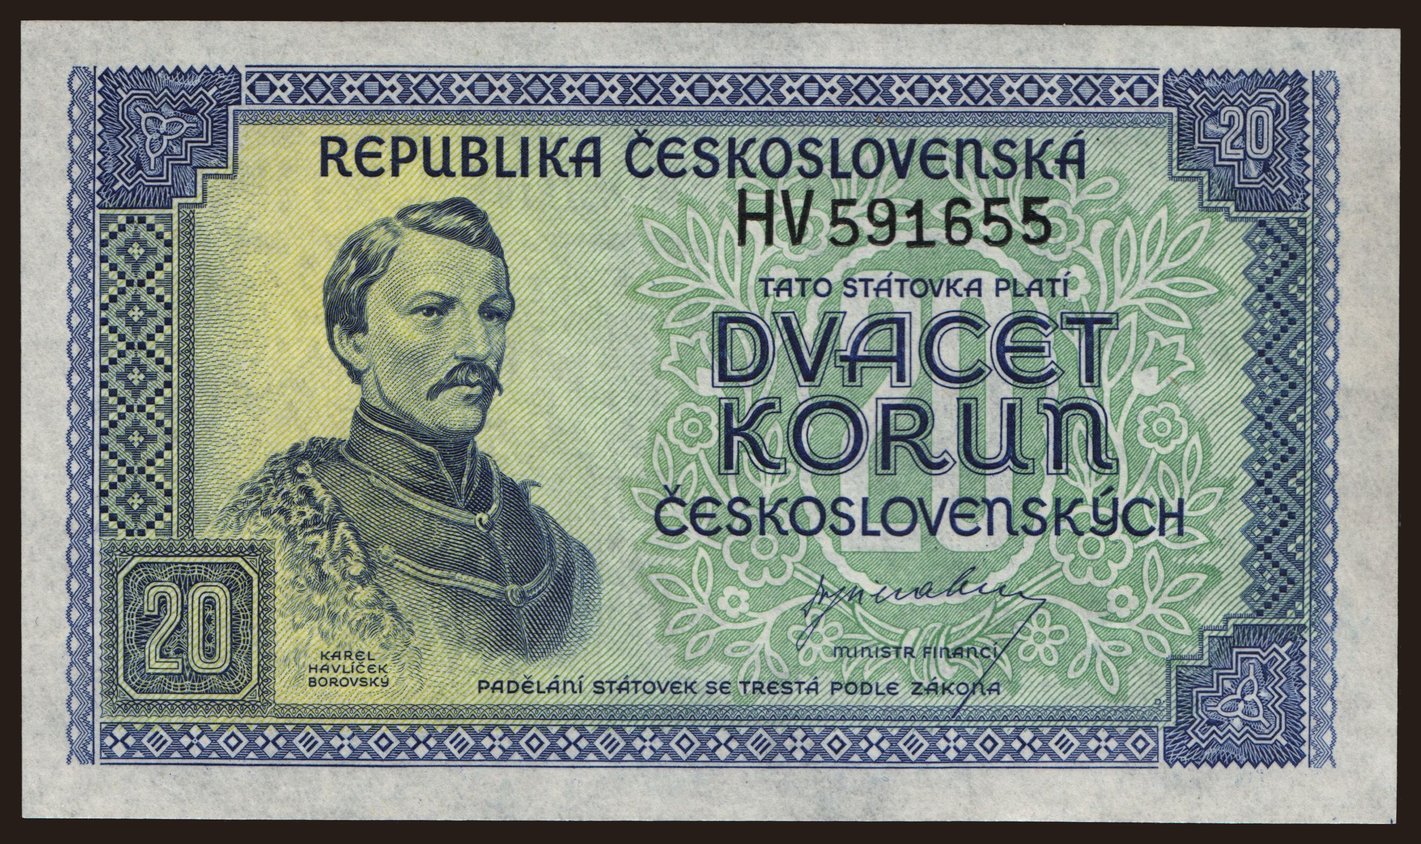 20
REPUBLIKA ČESKOSLOVENSKÁ
HV 591655
TATO STÁTOVKA PLATÍ
DVACET
KORUN
ČESKOSLOVENSKÝCH
20
20
MINISTR FINANCÍ
KAREL
HAVLÍČEK
BOROVSKÝ
PADĚLÁNÍ STÁTOVEK SE TRESTÁ PODLE ZÁKONA